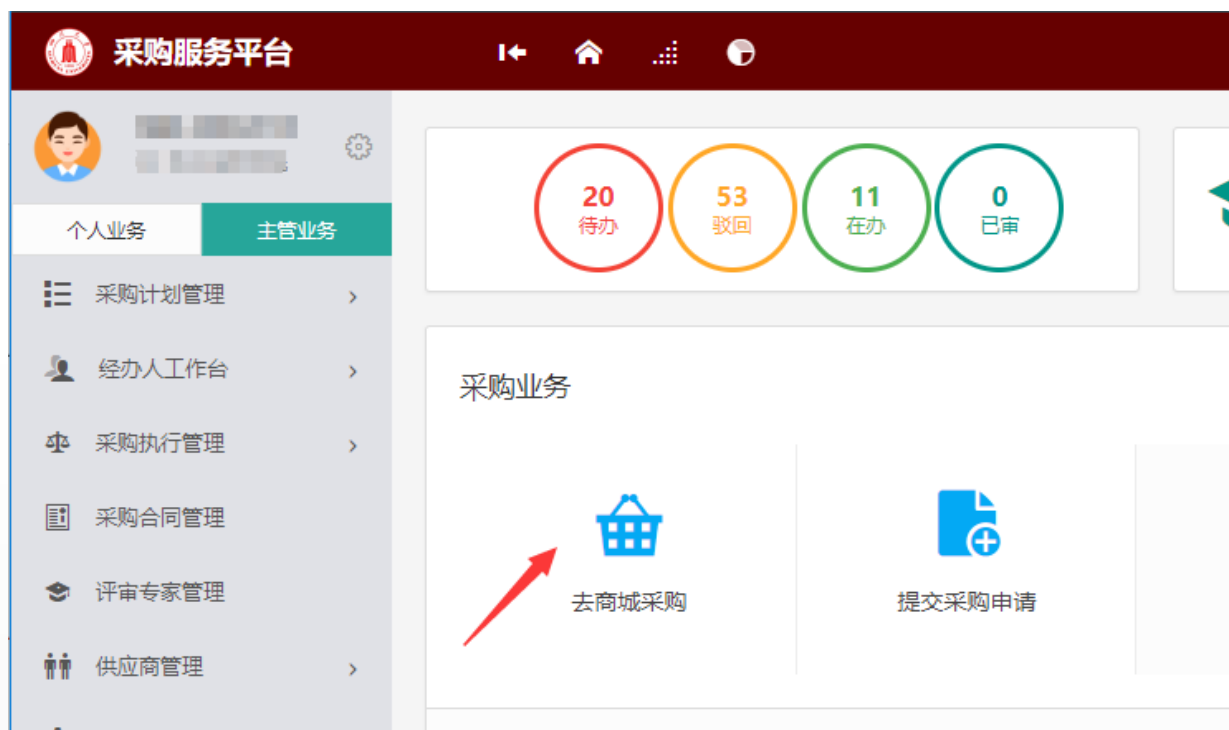 采购服务平台
个人业务
主管业务
采购计划管理
经办人工作台
采购执行管理
采购合同管理
评审专家管理
供应商管理
20
待办
53
驳回
11
在办
0
已审
采购业务
去商城采购
提交采购申请